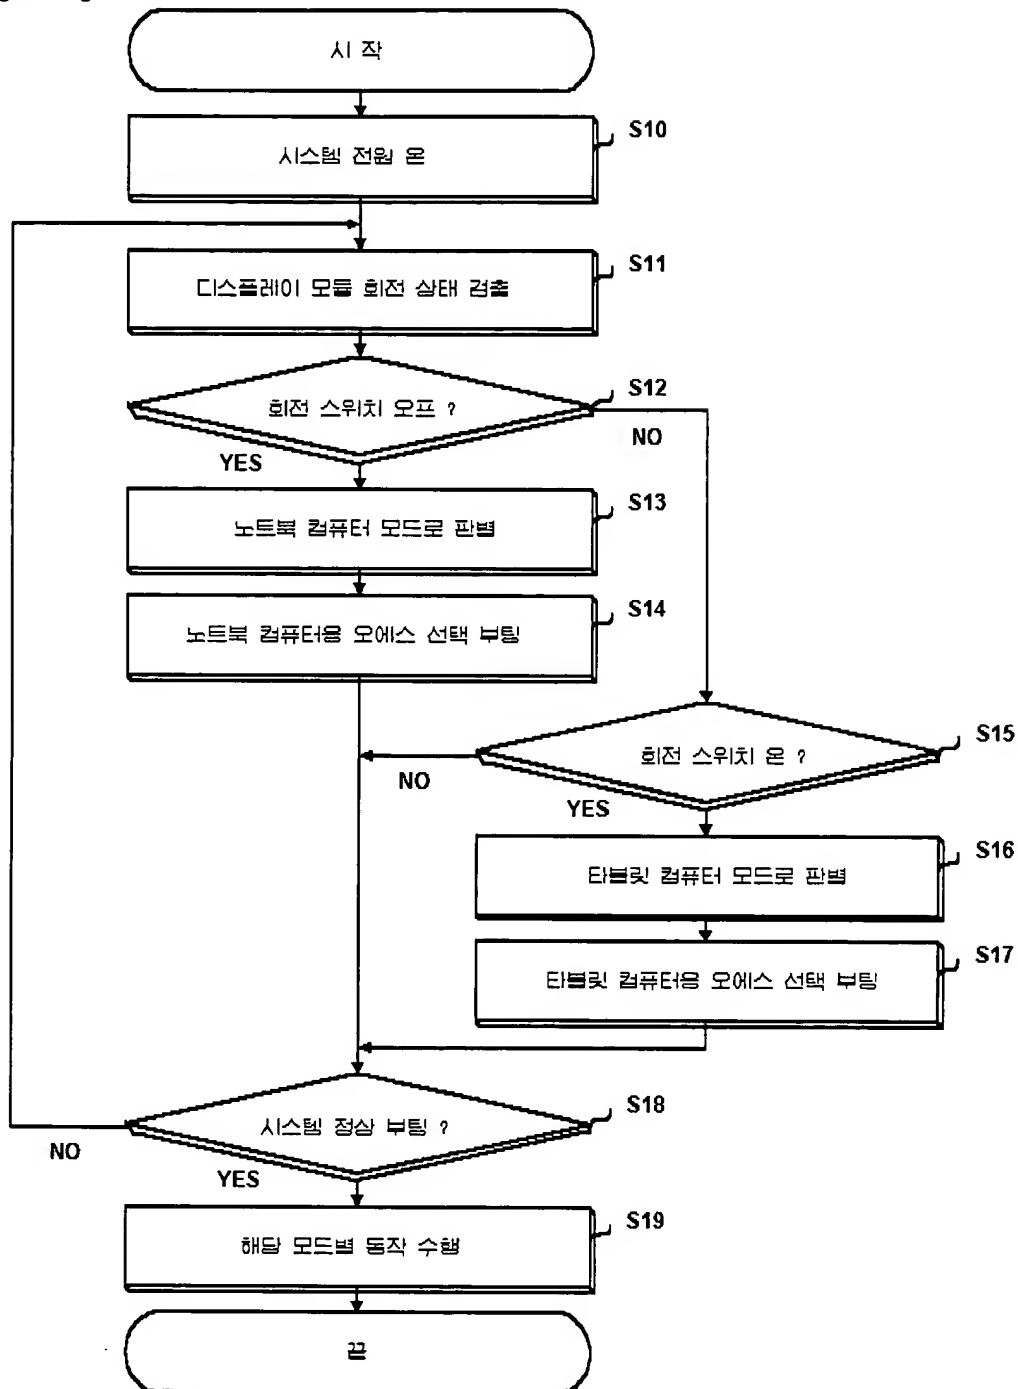 시 작
S10
시스템 전원 온
S11
디스플레이 모듈 회전 상태 검출
S12
회전 스위치 오프 ?
NO
YES
S13
노트북 컴퓨터 모드로 판별
S14
노트북 컴퓨터용 오에스 선택 부팅
S15
회전 스위치 온 ?
NO
YES
S16
타블릿 컴퓨터 모드로 판별
S17
타블릿 컴퓨터용 오에스 선택 부팅
S18
시스템 정상 부팅 ?
NO
YES
S19
해당 모드별 동작 수행
끝